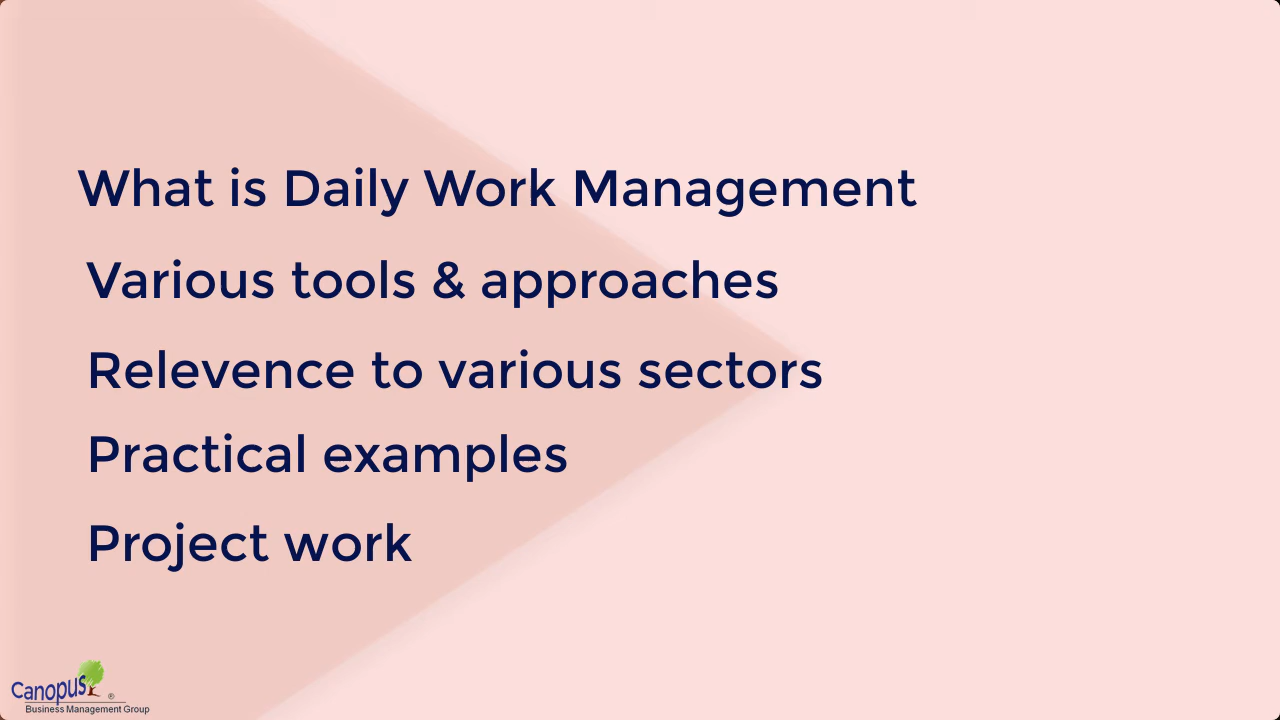 What is Daily Work Management
Various tools & approaches
Relevence to various sectors
Practical examples
Project work
Canopus ®
Business Management Group